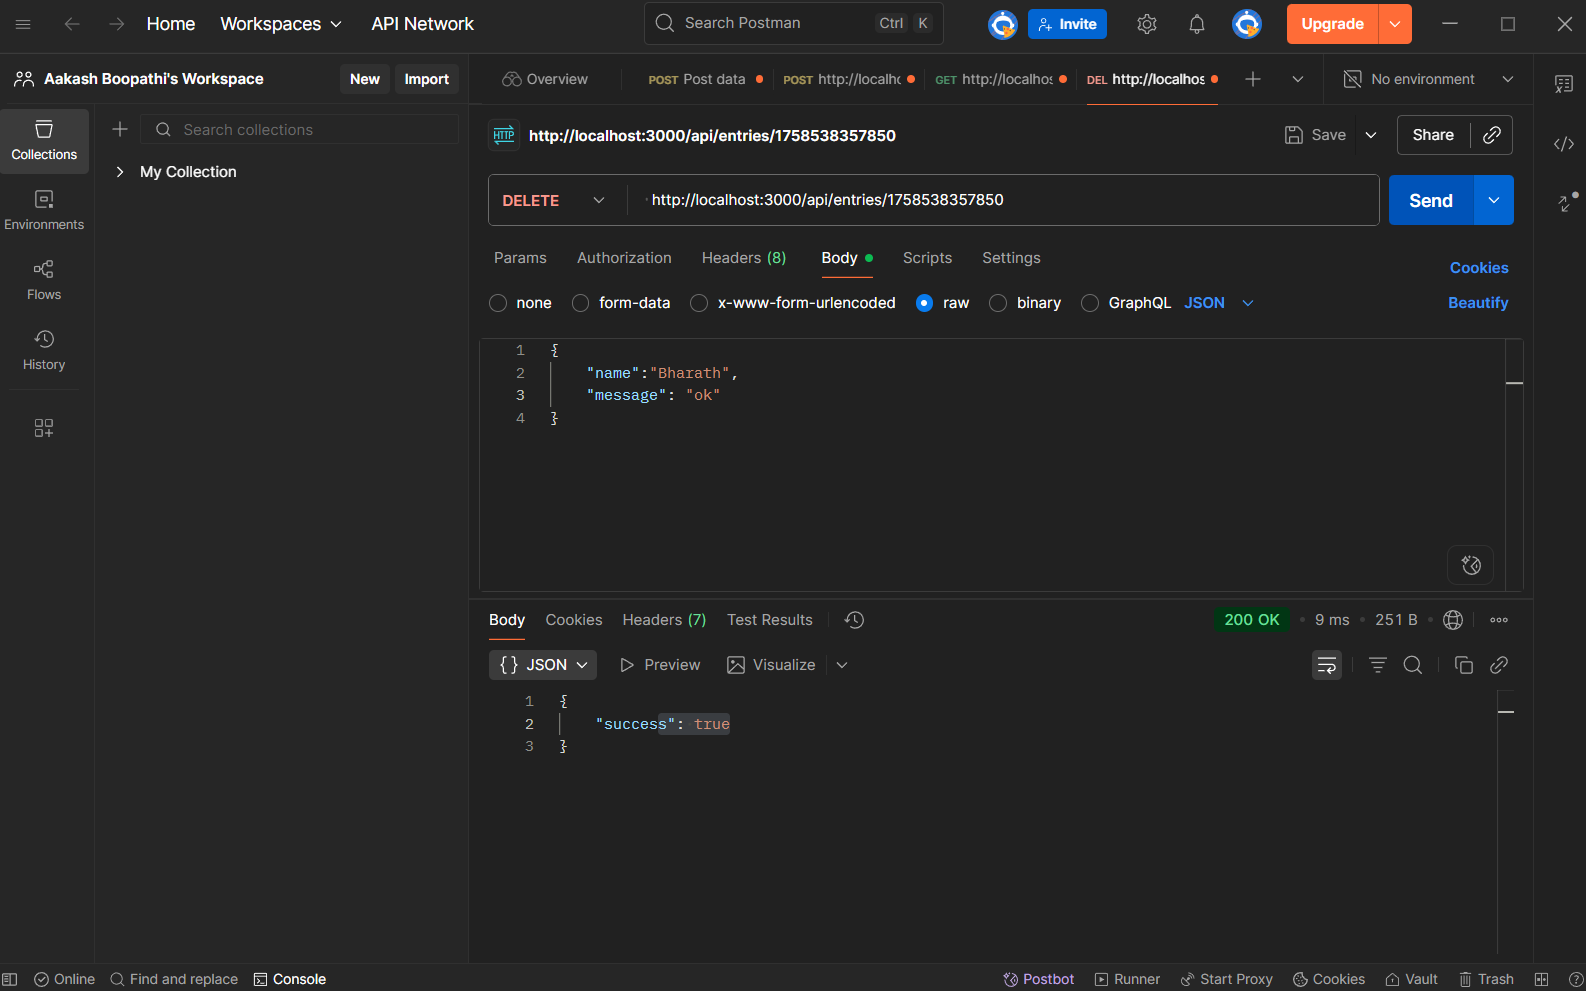 Home Workspaces API Network Search Postman Ctrl K Invite Upgrade
Aakash Boopathi's Workspace New Import Overview POST Post data POST http://localhc GET http://localhos DEL http://localhos No environment
Collections
Search collections
My Collection
Environments
Flows
History
HTTP http://localhost:3000/api/entries/1758538357850 Save Share
DELETE http://localhost:3000/api/entries/1758538357850 Send
Params Authorization Headers (8) Body Scripts Settings Cookies
none form-data x-www-form-urlencoded raw binary GraphQL JSON Beautify
1 {
2 "name":"Bharath",
3 "message": "ok"
4 }
Body Cookies Headers (7) Test Results 200 OK • 9 ms • 251 B •
{} JSON Preview Visualize
1 {
2 "success": true
3 }
Online Find and replace Console Postbot Runner Start Proxy Cookies Vault Trash